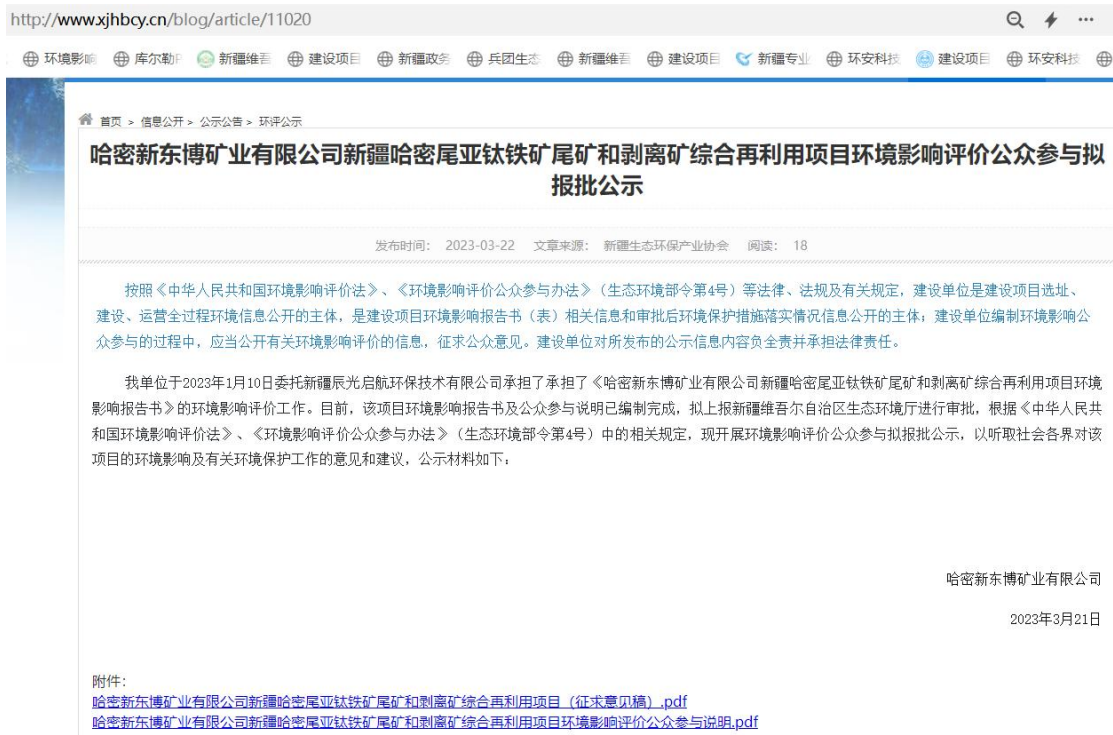 http://www.xjhbcy.cn/blog/article/11020
环境影响 库尔勒 新疆维吾 建设项目 新疆政务 兵团生态 新疆维吾 建设项目 新疆专业 环安科技 建设项目 环安科技
首页 > 信息公开 > 公示公告 > 环评公示
哈密新东博矿业有限公司新疆哈密尾亚钛铁矿尾矿和剥离矿综合再利用项目环境影响评价公众参与拟
报批公示
发布时间: 2023-03-22 文章来源: 新疆生态环保产业协会 阅读: 18
按照《中华人民共和国环境影响评价法》、《环境影响评价公众参与办法》（生态环境部令第4号）等法律、法规及有关规定，建设单位是建设项目选址、
建设、运营全过程环境信息公开的主体，是建设项目环境影响报告书（表）相关信息和审批后环境保护措施落实情况信息公开的主体；建设单位编制环境影响公
众参与的过程中，应当公开有关环境影响评价的信息，征求公众意见。建设单位对所发布的公示信息内容负全责并承担法律责任。
我单位于2023年1月10日委托新疆辰光启航环保技术有限公司承担了承担了《哈密新东博矿业有限公司新疆哈密尾亚钛铁矿尾矿和剥离矿综合再利用项目环境
影响报告书》的环境影响评价工作。目前，该项目环境影响报告书及公众参与说明已编制完成，拟上报新疆维吾尔自治区生态环境厅进行审批，根据《中华人民共
和国环境影响评价法》、《环境影响评价公众参与办法》（生态环境部令第4号）中的相关规定，现开展环境影响评价公众参与拟报批公示，以听取社会各界对该
项目的环境影响及有关环境保护工作的意见和建议，公示材料如下：
哈密新东博矿业有限公司
2023年3月21日
附件：
哈密新东博矿业有限公司新疆哈密尾亚钛铁矿尾矿和剥离矿综合再利用项目（征求意见稿）.pdf
哈密新东博矿业有限公司新疆哈密尾亚钛铁矿尾矿和剥离矿综合再利用项目环境影响评价公众参与说明.pdf